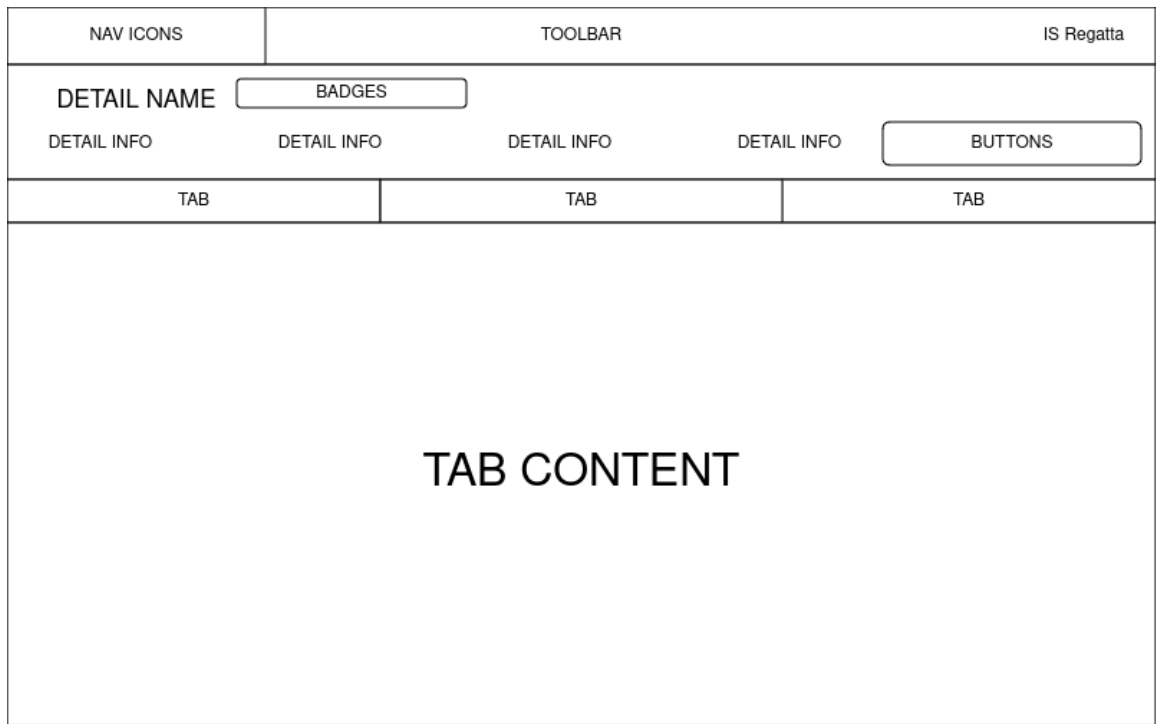 NAV ICONS TOOLBAR IS Regatta
DETAIL NAME BADGES
DETAIL INFO DETAIL INFO DETAIL INFO DETAIL INFO BUTTONS
TAB TAB TAB
TAB CONTENT